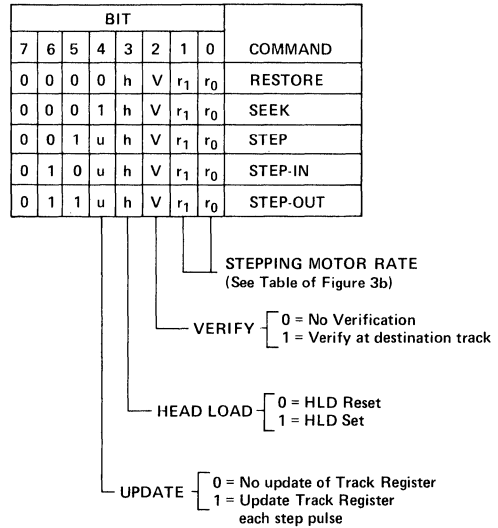 BIT
7 6 5 4 3 2 1 0 COMMAND
0 0 0 0 h V r1 r0 RESTORE
0 0 0 1 h V r1 r0 SEEK
0 0 1 u h V r1 r0 STEP
0 1 0 u h V r1 r0 STEP-IN
0 1 1 u h V r1 r0 STEP-OUT
STEPPING MOTOR RATE
(See Table of Figure 3b)
VERIFY
0 = No Verification
1 = Verify at destination track
HEAD LOAD
0 = HLD Reset
1 = HLD Set
UPDATE
0 = No update of Track Register
1 = Update Track Register
each step pulse